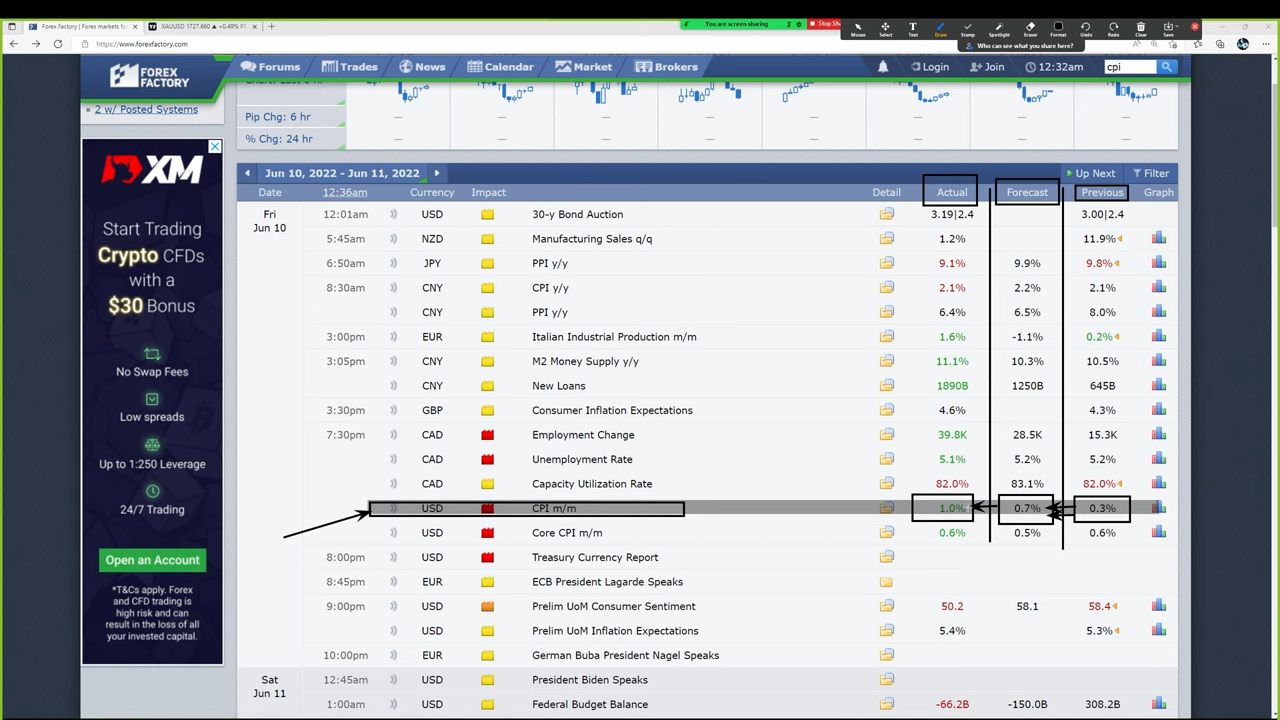 Forex Factory | Forex markets for
XAUUSD 1727.660 ▲ +0.49%
You are screen sharing
Stop Sha
Mouse Select Text Draw Stamp Spotlight Eraser Format Undo Redo Clear Save
Who can see what you share here?
https://www.forexfactory.com
FOREX FACTORY Forums Trades News Calendar Market Brokers Login Join 12:32am cpi
2 w/ Posted Systems
Pip Chg: 6 hr — — — — — — — —
% Chg: 24 hr — — — — — — — —
XM
Start Trading
Crypto CFDs
with a
$30 Bonus
No Swap Fees
Low spreads
Up to 1:250 Leverage
24/7 Trading
Open an Account
*T&Cs apply. Forex
and CFD trading is
high risk and can
result in the loss of all
your invested capital.
Jun 10, 2022 - Jun 11, 2022 Up Next Filter
Date 12:36am Currency Impact Detail Actual Forecast Previous Graph
Fri Jun 10 12:01am USD 30-y Bond Auction 3.19|2.4 3.00|2.4
5:45am NZD Manufacturing Sales q/q 1.2% 11.9%
6:50am JPY PPI y/y 9.1% 9.9% 9.8%
8:30am CNY CPI y/y 2.1% 2.2% 2.1%
CNY PPI y/y 6.4% 6.5% 8.0%
3:00pm EUR Italian Industrial Production m/m 1.6% -1.1% 0.2%
3:05pm CNY M2 Money Supply y/y 11.1% 10.3% 10.5%
CNY New Loans 1890B 1250B 645B
3:30pm GBP Consumer Inflation Expectations 4.6% 4.3%
7:30pm CAD Employment Change 39.8K 28.5K 15.3K
CAD Unemployment Rate 5.1% 5.2% 5.2%
CAD Capacity Utilization Rate 82.0% 83.1% 82.0%
USD CPI m/m 1.0% 0.7% 0.3%
USD Core CPI m/m 0.6% 0.5% 0.6%
8:00pm USD Treasury Currency Report
8:45pm EUR ECB President Lagarde Speaks
9:00pm USD Prelim UoM Consumer Sentiment 50.2 58.1 58.4
USD Prelim UoM Inflation Expectations 5.4% 5.3%
10:00pm EUR German Buba President Nagel Speaks
Sat Jun 11 12:45am USD President Biden Speaks
1:00am USD Federal Budget Balance -66.2B -150.0B 308.2B